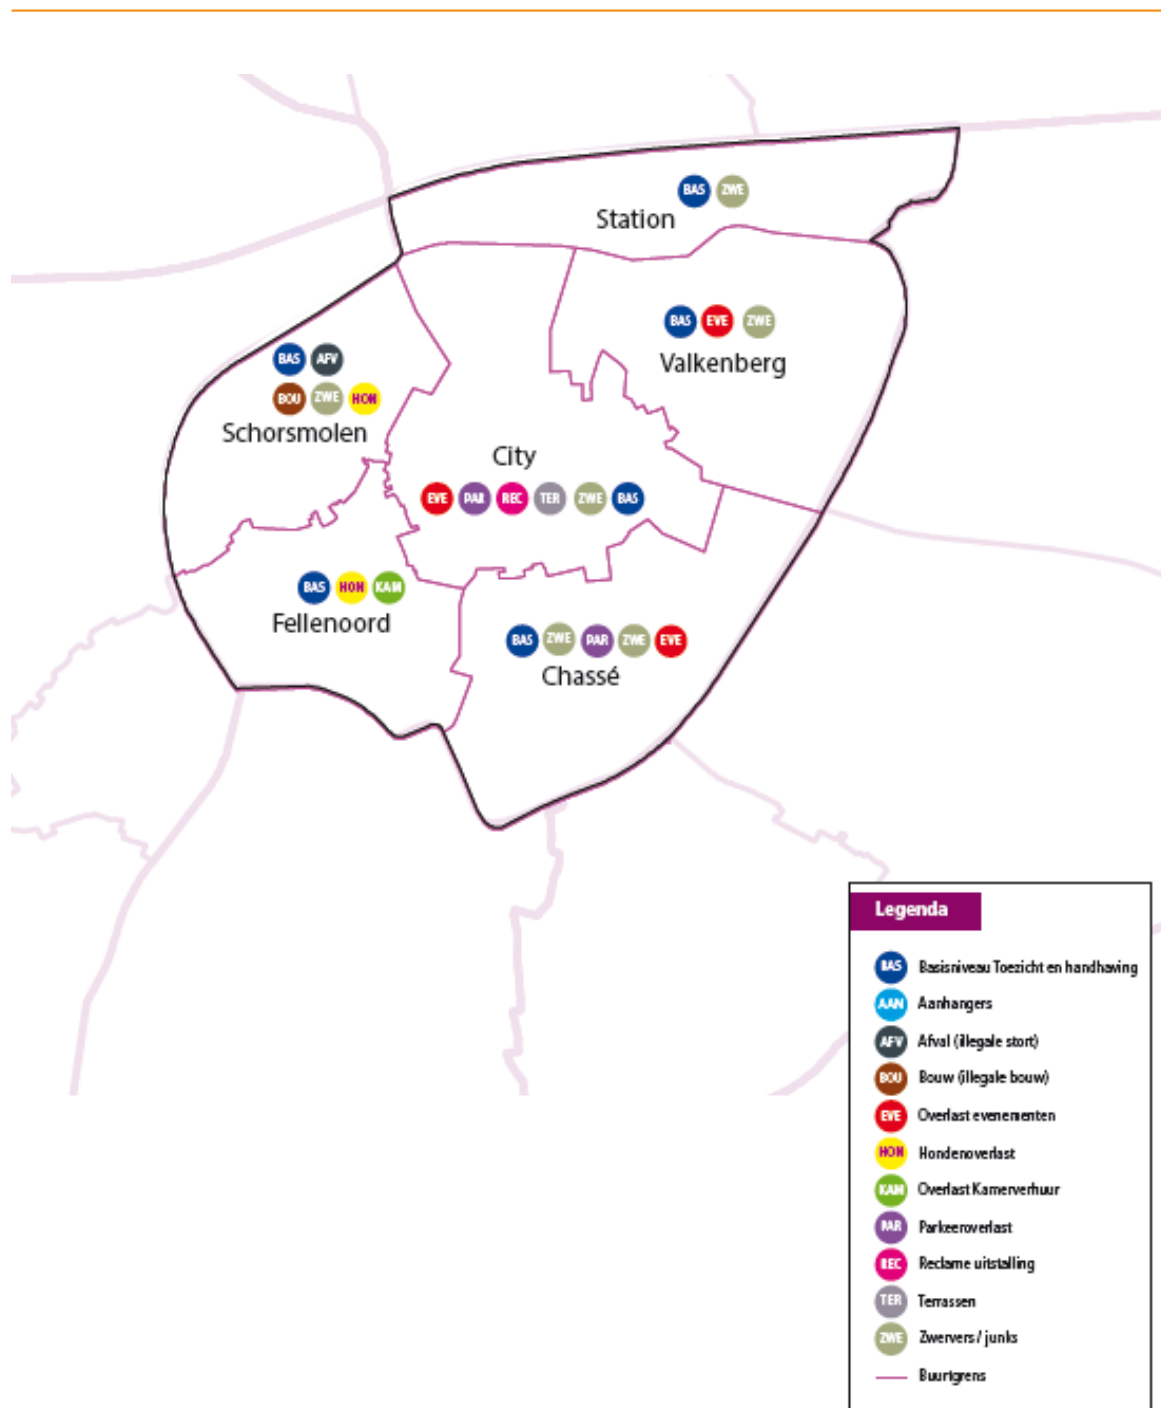 BAS ZWE
Station
BAS EVE ZWE
Valkenberg
BAS AFV
BOU ZWE HON
Schorsmolen
City
EVE PAR REC TER ZWE BAS
BAS HON KAM
Fellenoord
BAS ZWE PAR ZWE EVE
Chassé
Legenda
BAS Basisniveau Toezicht en handhaving
AAN Aanhangers
AFV Afval (illegale stort)
BOU Bouw (illegale bouw)
EVE Overlast evenementen
HON Hondenoverlast
KAM Overlast Kamerverhuur
PAR Parkeeroverlast
REC Reclame uitstalling
TER Terrassen
ZWE Zwervers / junks
Buurtgrens